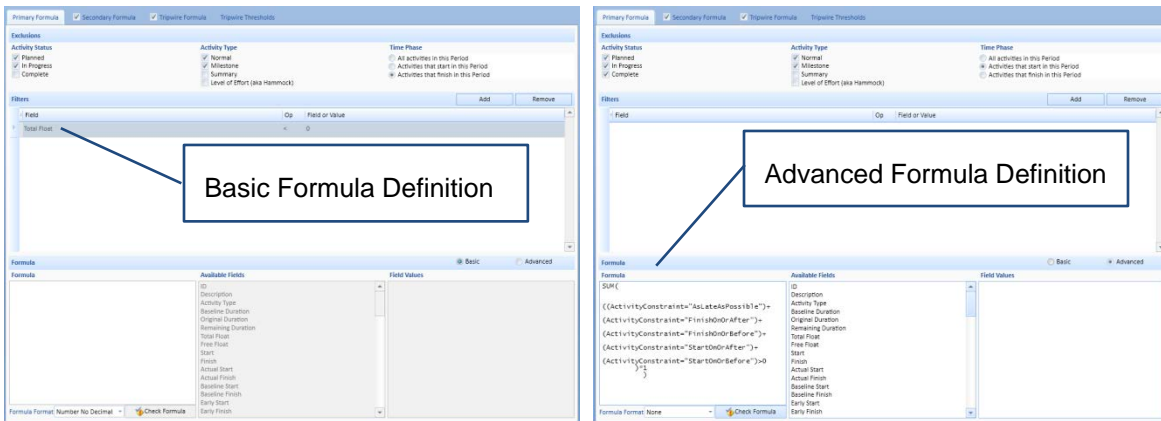 Primary Formula Secondary Formula Tripwire Formula Tripwire Thresholds
Exclusions
Activity Status Activity Type Time Phase
Planned Normal All activities in this Period
In Progress Milestone Activities that start in this Period
Complete Summary Activities that finish in this Period
Level of Effort (aka Hammock)
Filters Add Remove
Field Op Field or Value
Total Float < 0
Basic Formula Definition
Formula Basic Advanced
Formula Available Fields Field Values
ID
Description
Activity Type
Baseline Duration
Original Duration
Remaining Duration
Total Float
Free Float
Start
Finish
Actual Start
Actual Finish
Baseline Start
Baseline Finish
Early Start
Formula Format Number No Decimal Check Formula Early Finish
Primary Formula Secondary Formula Tripwire Formula Tripwire Thresholds
Exclusions
Activity Status Activity Type Time Phase
Planned Normal All activities in this Period
In Progress Milestone Activities that start in this Period
Complete Summary Activities that finish in this Period
Level of Effort (aka Hammock)
Filters Add Remove
Field Op Field or Value
Advanced Formula Definition
Formula Basic Advanced
Formula Available Fields Field Values
SUM( ID
Description
((ActivityConstraint="AsLateAsPossible")+ Activity Type
Baseline Duration
(ActivityConstraint="FinishOnOrAfter")+ Original Duration
Remaining Duration
(ActivityConstraint="FinishOnOrBefore")+ Total Float
Free Float
(ActivityConstraint="StartOnOrAfter")+ Start
Finish
(ActivityConstraint="StartOnOrBefore")>0 Actual Start
)*1 Actual Finish
) Baseline Start
Baseline Finish
Early Start
Formula Format None Check Formula Early Finish